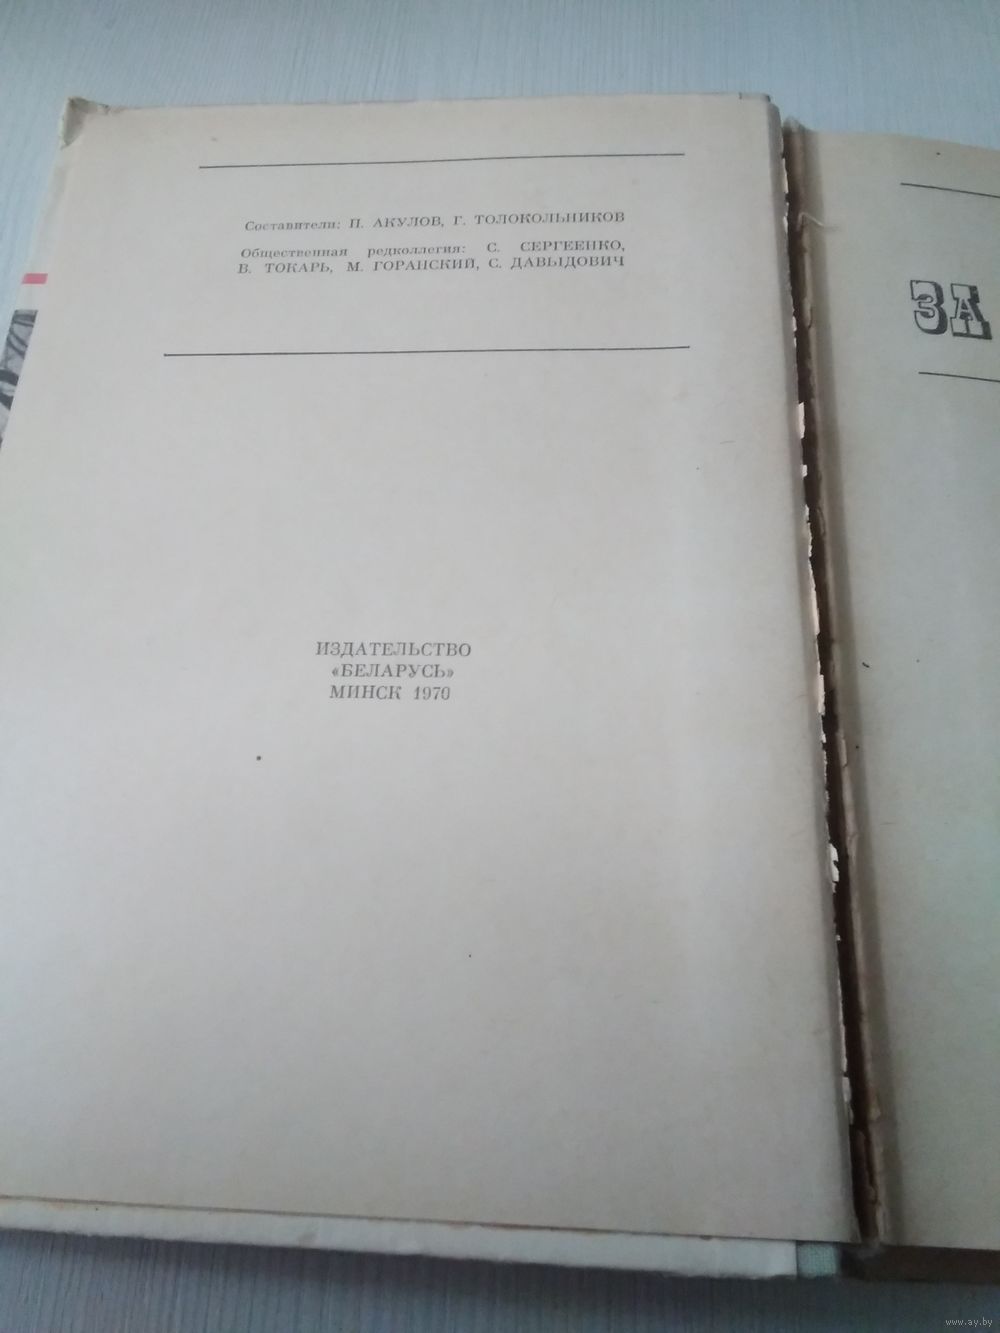 Составители: П. АКУЛОВ, Г. ТОЛОКОЛЬНИКОВ
Общественная редколлегия: С. СЕРГЕЕНКО,
В. ТОКАРЬ, М. ГОРАНСКИЙ, С. ДАВЫДОВИЧ
ИЗДАТЕЛЬСТВО
«БЕЛАРУСЬ»
МИНСК 1970
ЗА
www.ay.by